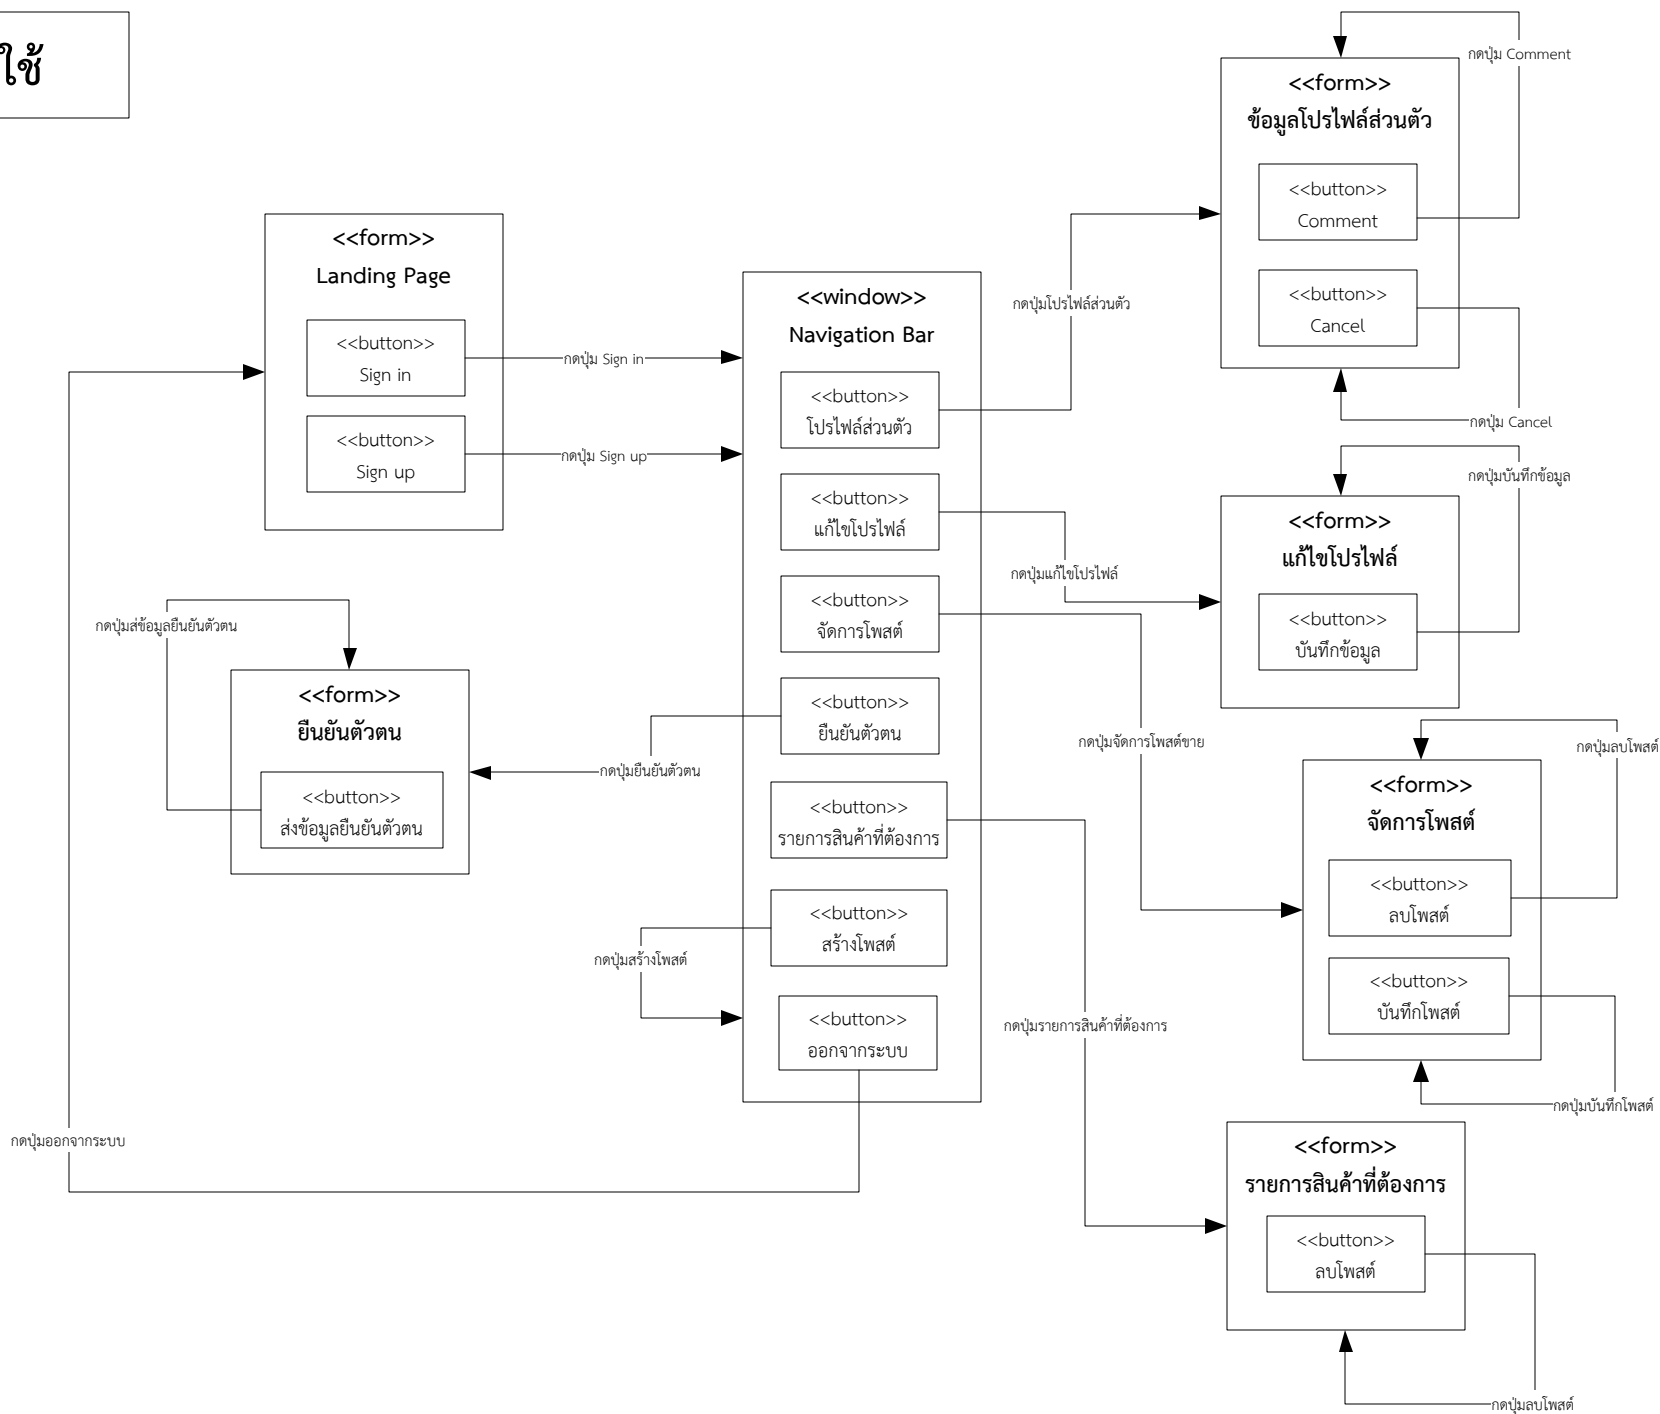 ใช้
<<form>>
Landing Page
<<button>>
Sign in
<<button>>
Sign up
กดปุ่ม Sign in
กดปุ่ม Sign up
<<window>>
Navigation Bar
<<button>>
โปรไฟล์ส่วนตัว
<<button>>
แก้ไขโปรไฟล์
<<button>>
จัดการโพสต์
<<button>>
ยืนยันตัวตน
<<button>>
รายการสินค้าที่ต้องการ
<<button>>
สร้างโพสต์
<<button>>
ออกจากระบบ
กดปุ่มส่ข้อมูลยืนยันตัวตน
<<form>>
ยืนยันตัวตน
<<button>>
ส่งข้อมูลยืนยันตัวตน
กดปุ่มยืนยันตัวตน
กดปุ่มสร้างโพสต์
กดปุ่มออกจากระบบ
กดปุ่มโปรไฟล์ส่วนตัว
กดปุ่มแก้ไขโปรไฟล์
กดปุ่มจัดการโพสต์ขาย
กดปุ่มรายการสินค้าที่ต้องการ
กดปุ่ม Comment
<<form>>
ข้อมูลโปรไฟล์ส่วนตัว
<<button>>
Comment
<<button>>
Cancel
กดปุ่ม Cancel
กดปุ่มบันทึกข้อมูล
<<form>>
แก้ไขโปรไฟล์
<<button>>
บันทึกข้อมูล
กดปุ่มลบโพสต์
<<form>>
จัดการโพสต์
<<button>>
ลบโพสต์
<<button>>
บันทึกโพสต์
กดปุ่มบันทึกโพสต์
<<form>>
รายการสินค้าที่ต้องการ
<<button>>
ลบโพสต์
กดปุ่มลบโพสต์